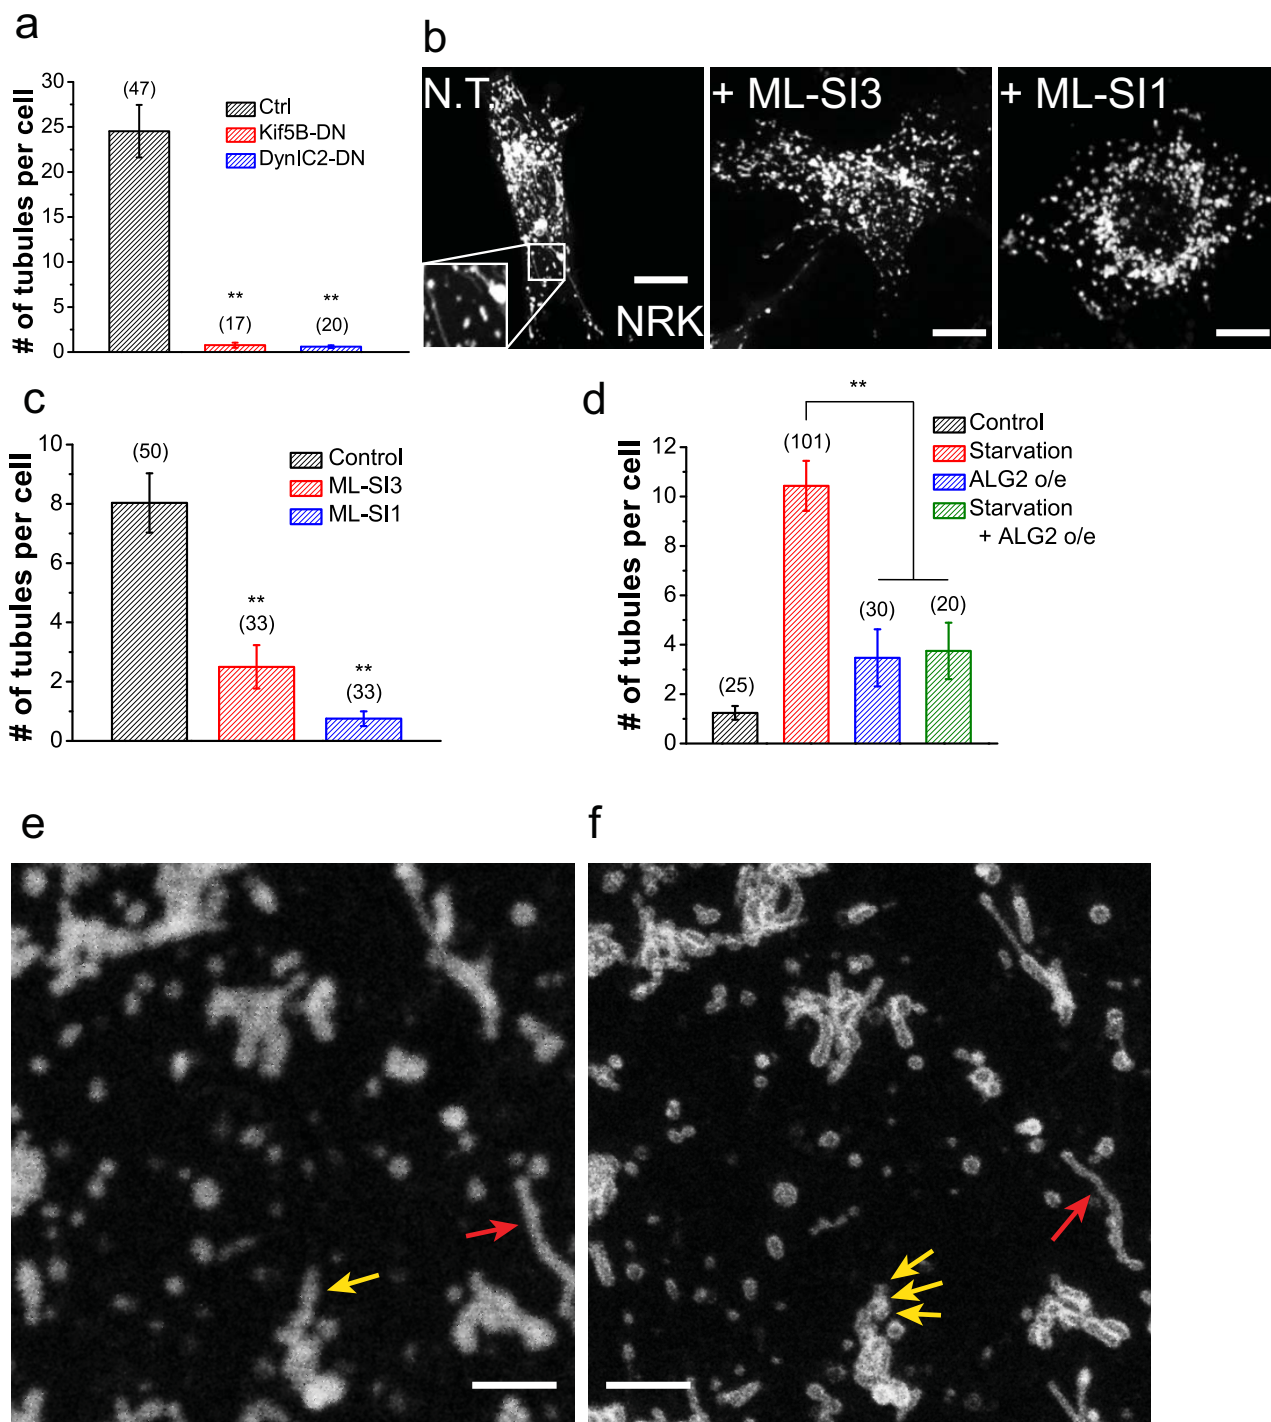 a
# of tubules per cell
30
25
20
15
10
5
0
(47)
**
(17)
**
(20)
Ctrl
Kif5B-DN
DynIC2-DN
b
N.T.
NRK
+ ML-SI3
+ ML-SI1
c
# of tubules per cell
10
8
6
4
2
0
(50)
**
(33)
**
(33)
Control
ML-SI3
ML-SI1
d
# of tubules per cell
12
10
8
6
4
2
0
(25)
(101)
**
(30)
(20)
Control
Starvation
ALG2 o/e
Starvation
+ ALG2 o/e
e
f